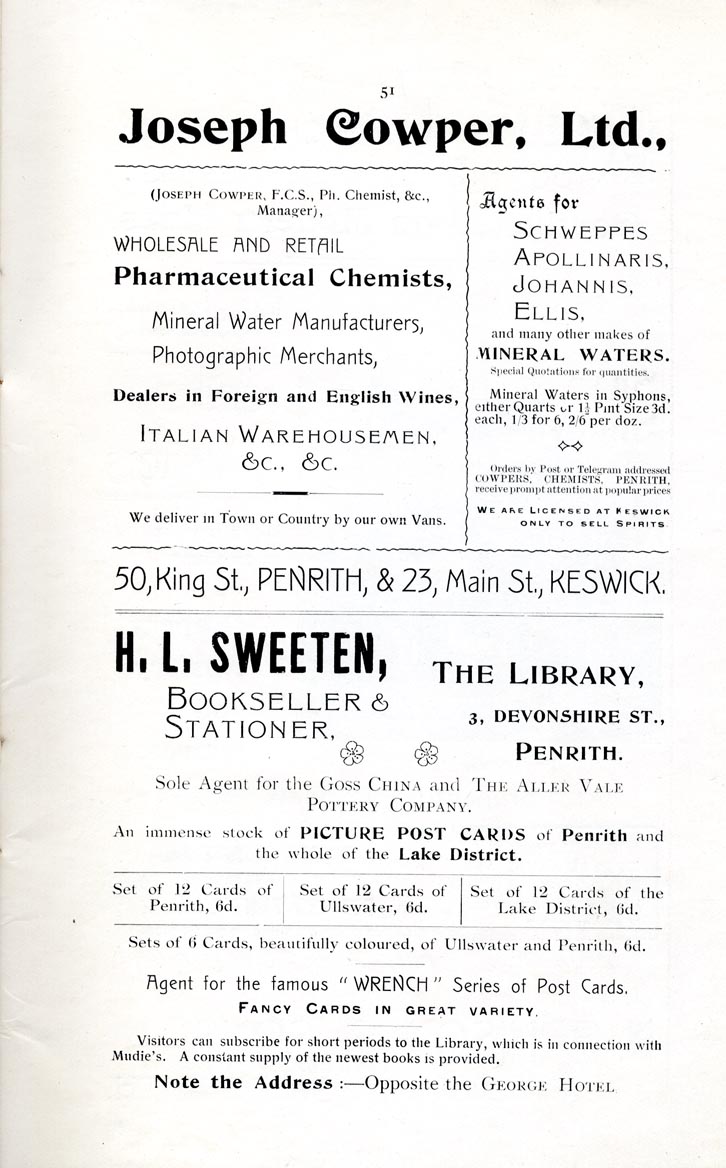 51
Joseph Cowper, Ltd.,
(Joseph Cowper, F.C.S., Ph. Chemist, &c.,
Manager),
WHOLESALE AND RETAIL
Pharmaceutical Chemists,
Mineral Water Manufacturers,
Photographic Merchants,
Dealers in Foreign and English Wines,
ITALIAN WAREHOUSEMEN,
&C., &C.
We deliver in Town or Country by our own Vans.
Agents for
SCHWEPPES
APOLLINARIS,
JOHANNIS,
ELLIS,
and many other makes of
MINERAL WATERS.
Special Quotations for quantities.
Mineral Waters in Syphons,
either Quarts or 1½ Pint Size 3d.
each, 1/3 for 6, 2/6 per doz.
Orders by Post or Telegram addressed
COWPERS, CHEMISTS, PENRITH,
receive prompt attention at popular prices
WE ARE LICENSED AT KESWICK
ONLY TO SELL SPIRITS
50, King St., PENRITH, & 23, Main St., KESWICK.
H. L. SWEETEN,
BOOKSELLER &
STATIONER,
THE LIBRARY,
3, DEVONSHIRE ST.,
PENRITH.
Sole Agent for the Goss China and The Aller Vale
Pottery Company.
An immense stock of PICTURE POST CARDS of Penrith and
the whole of the Lake District.
Set of 12 Cards of
Penrith, 6d.
Set of 12 Cards of
Ullswater, 6d.
Set of 12 Cards of the
Lake District, 6d.
Sets of 6 Cards, beautifully coloured, of Ullswater and Penrith, 6d.
Agent for the famous "WRENCH" Series of Post Cards.
FANCY CARDS IN GREAT VARIETY.
Visitors can subscribe for short periods to the Library, which is in connection with
Mudie's. A constant supply of the newest books is provided.
Note the Address :—Opposite the George Hotel